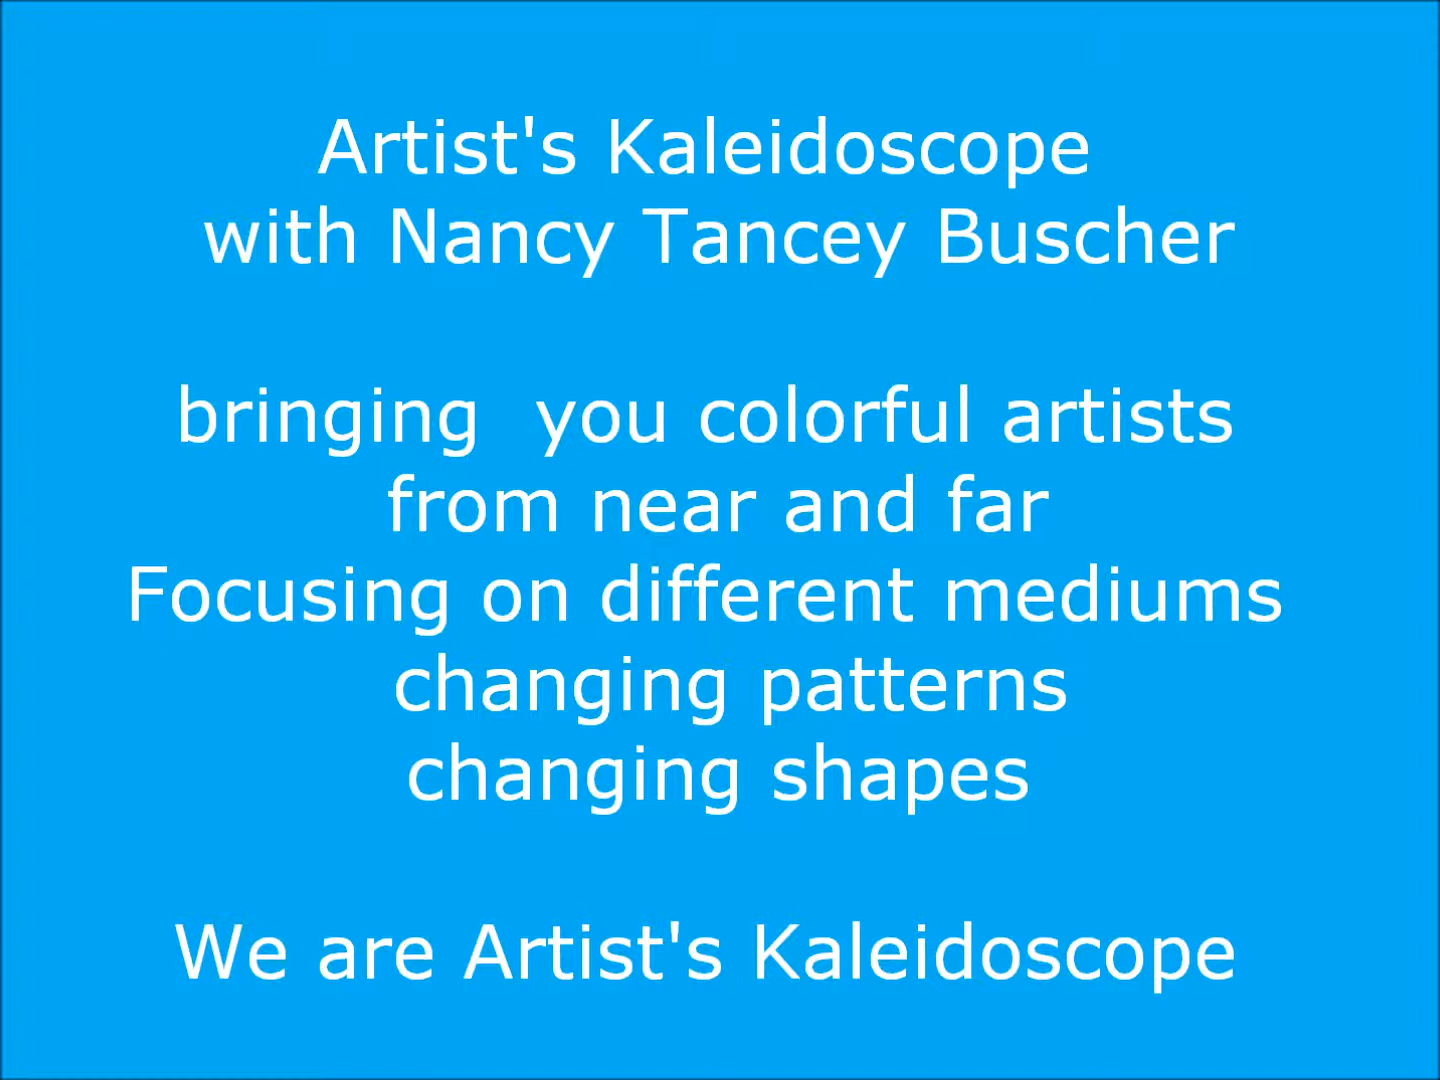 Artist's Kaleidoscope
with Nancy Tancey Buscher
bringing  you colorful artists
from near and far
Focusing on different mediums
changing patterns
changing shapes
We are Artist's Kaleidoscope